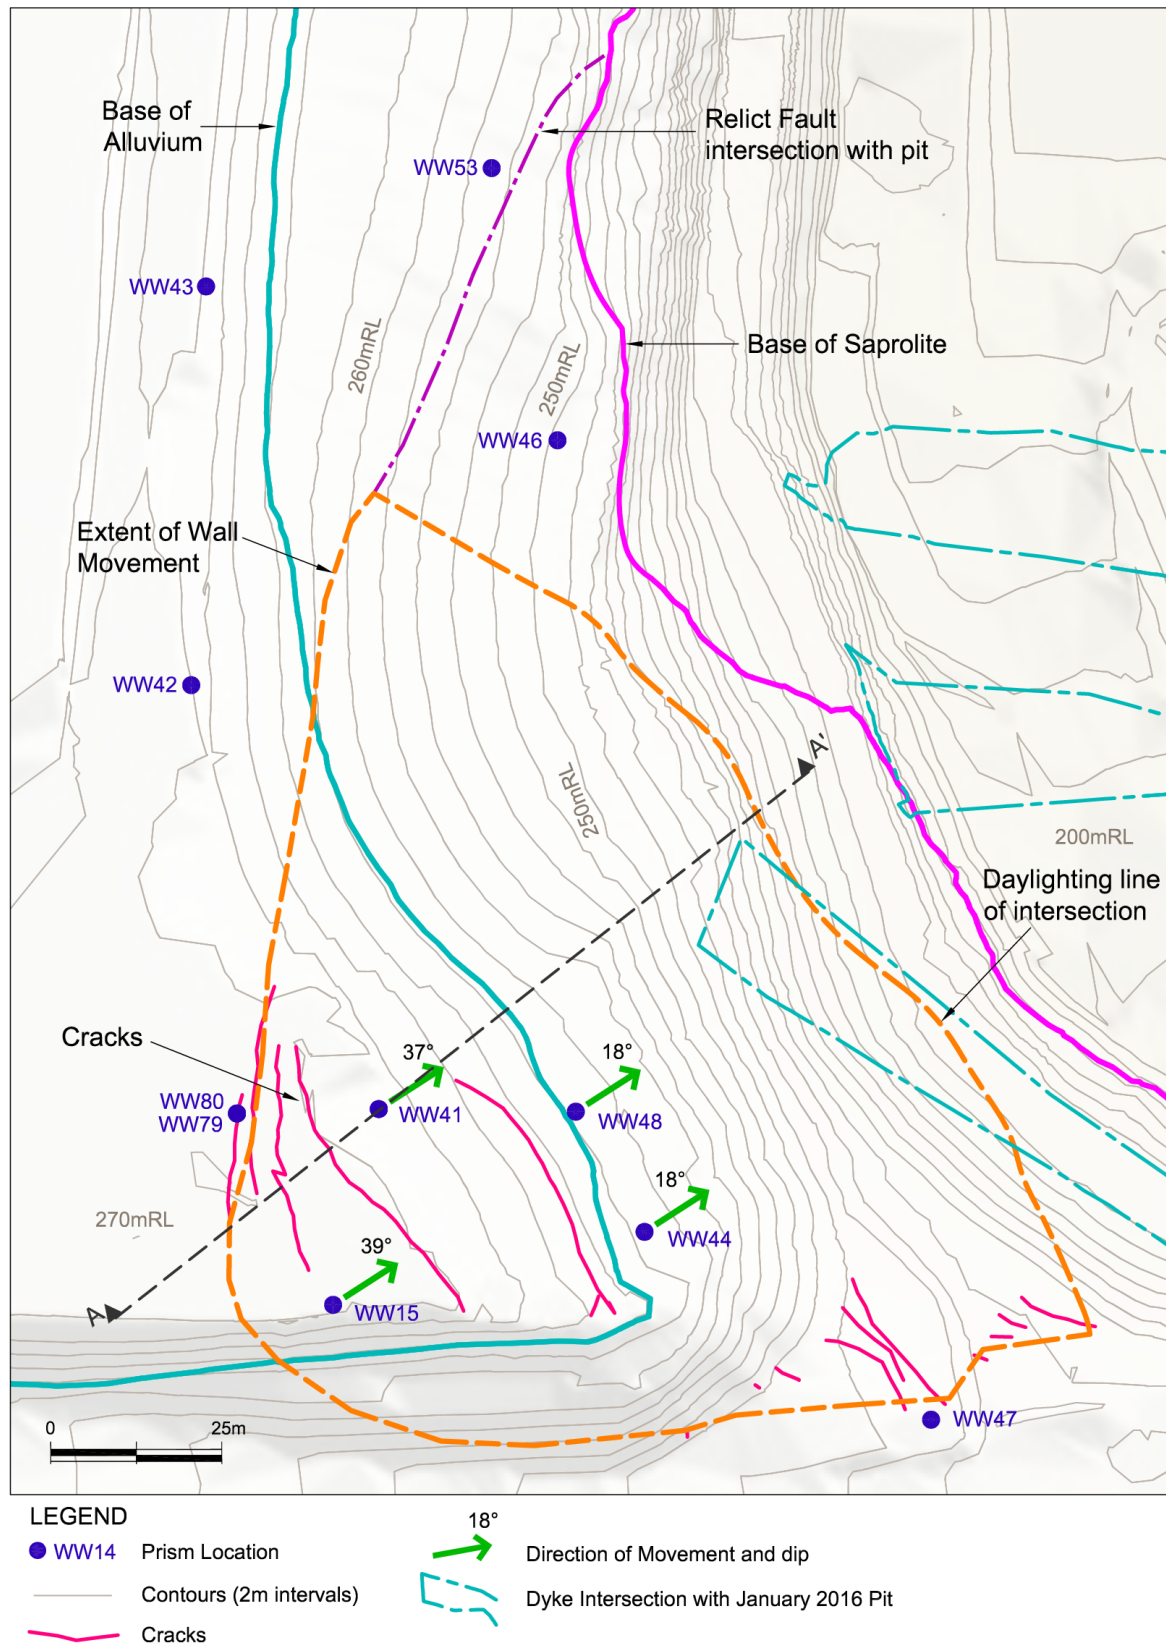 Base of
Alluvium
Relict Fault
intersection with pit
WW53
WW43
260mRL
250mRL
Base of Saprolite
WW46
Extent of Wall
Movement
WW42
A'
250mRL
200mRL
Daylighting line
of intersection
Cracks
37°
18°
WW80
WW79
WW41
WW48
18°
270mRL
WW44
39°
A
WW15
0
25m
WW47
LEGEND
18°
WW14
Prism Location
Direction of Movement and dip
Contours (2m intervals)
Dyke Intersection with January 2016 Pit
Cracks